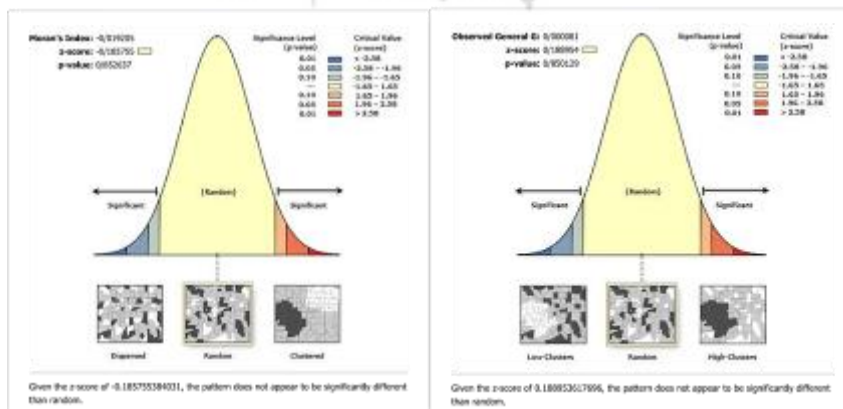 Moran's Index: -0/019205
z-score: -0/185755
p-value: 0/852637
Significance Level
(p-value)
0.01
0.05
0.10
---
0.10
0.05
0.01
Critical Value
(z-score)
< -2.58
-2.58 - -1.96
-1.96 - -1.65
-1.65 - 1.65
1.65 - 1.96
1.96 - 2.58
> 2.58
Significant
(Random)
Significant
Dispersed
Random
Clustered
Given the z-score of -0.185755384031, the pattern does not appear to be significantly different
than random.
Observed General G: 0/000081
z-score: 0/188954
p-value: 0/850129
Significance Level
(p-value)
0.01
0.05
0.10
---
0.10
0.05
0.01
Critical Value
(z-score)
< -2.58
-2.58 - -1.96
-1.96 - -1.65
-1.65 - 1.65
1.65 - 1.96
1.96 - 2.58
> 2.58
Significant
(Random)
Significant
Low-Clusters
Random
High-Clusters
Given the z-score of 0.188953617696, the pattern does not appear to be significantly different
than random.